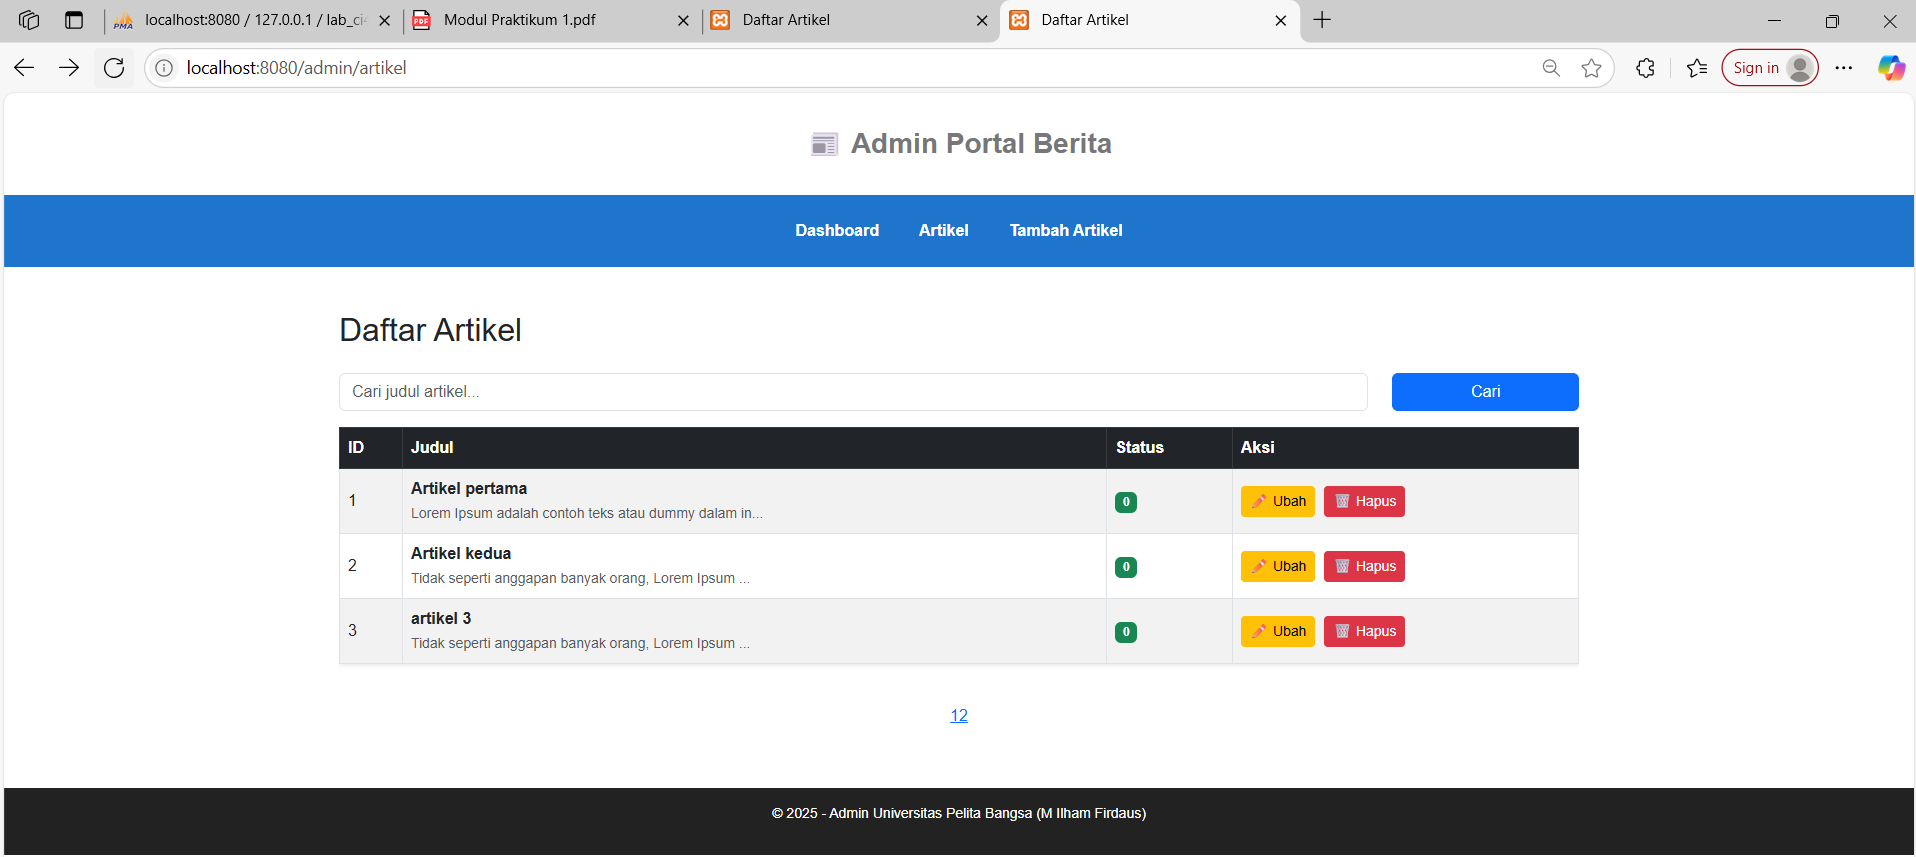 localhost:8080 / 127.0.0.1 / lab_ci4
Modul Praktikum 1.pdf
Daftar Artikel
Daftar Artikel
localhost:8080/admin/artikel
Sign in
Admin Portal Berita
Dashboard Artikel Tambah Artikel
Daftar Artikel
Cari judul artikel... Cari
ID Judul Status Aksi
1 Artikel pertama 0 Ubah Hapus
Lorem Ipsum adalah contoh teks atau dummy dalam in...
2 Artikel kedua 0 Ubah Hapus
Tidak seperti anggapan banyak orang, Lorem Ipsum ...
3 artikel 3 0 Ubah Hapus
Tidak seperti anggapan banyak orang, Lorem Ipsum ...
12
© 2025 - Admin Universitas Pelita Bangsa (M Ilham Firdaus)